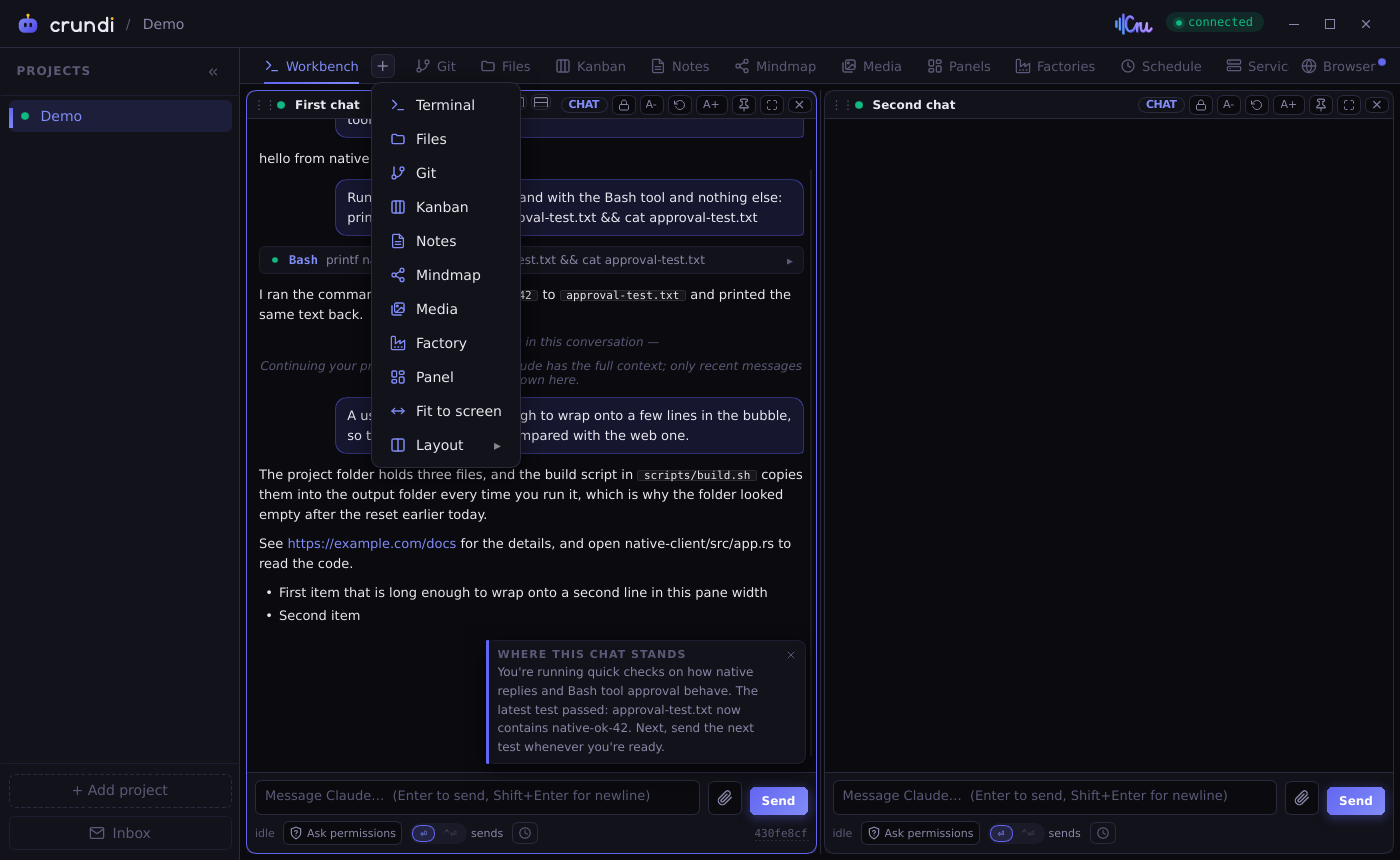 crundi / Demo
Cru
connected
PROJECTS «
Demo
+ Add project
Inbox
Workbench + Git Files Kanban Notes Mindmap Media Panels Factories Schedule Servic Browser
First chat CHAT A- A+
Terminal
Files
Git
Kanban
Notes
Mindmap
Media
Factory
Panel
Fit to screen
Layout ▸
hello from native
Run and with the Bash tool and nothing else:
prin oval-test.txt && cat approval-test.txt
Bash printf na est.txt && cat approval-test.txt ▸
I ran the comman 42 to approval-test.txt and printed the
same text back.
in this conversation —
Continuing your pr ude has the full context; only recent messages
own here.
A us gh to wrap onto a few lines in the bubble,
so t mpared with the web one.
The project folder holds three files, and the build script in scripts/build.sh copies
them into the output folder every time you run it, which is why the folder looked
empty after the reset earlier today.
See https://example.com/docs for the details, and open native-client/src/app.rs to
read the code.
• First item that is long enough to wrap onto a second line in this pane width
• Second item
WHERE THIS CHAT STANDS
You're running quick checks on how native
replies and Bash tool approval behave. The
latest test passed: approval-test.txt now
contains native-ok-42. Next, send the next
test whenever you're ready.
Message Claude... (Enter to send, Shift+Enter for newline)
Send
idle Ask permissions sends 430fe8cf
Second chat CHAT A- A+
Message Claude... (Enter to send, Shift+Enter for newline)
Send
idle Ask permissions sends